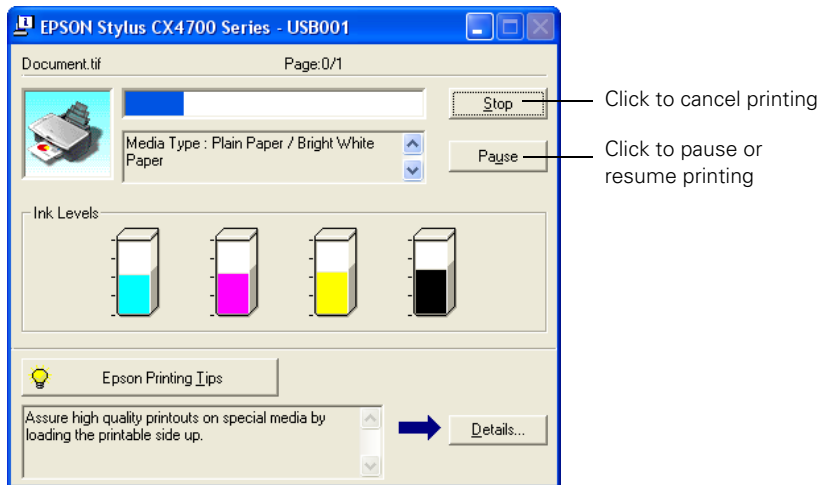 EPSON Stylus CX4700 Series - USB001
Document.tif Page:0/1
Stop
Click to cancel printing
Media Type : Plain Paper / Bright White
Paper
Pause
Click to pause or
resume printing
Ink Levels
Epson Printing Tips
Assure high quality printouts on special media by
loading the printable side up.
Details...